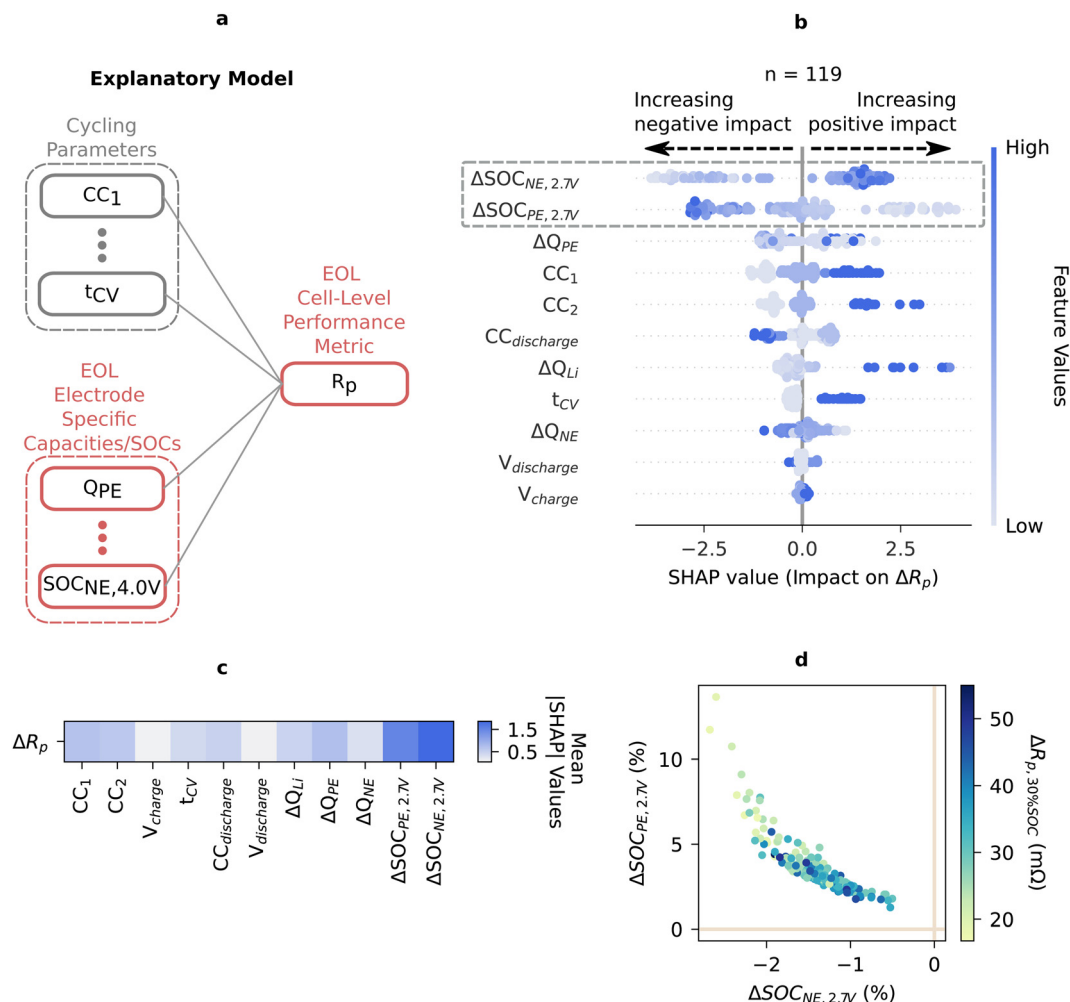 a
Explanatory Model
Cycling
Parameters
CC1
tCV
EOL
Cell-Level
Performance
Metric
Rp
EOL
Electrode
Specific
Capacities/SOCs
QPE
SOCNE,4.0V
b
n = 119
Increasing
negative impact
Increasing
positive impact
ΔSOCNE, 2.7V
ΔSOCPE, 2.7V
ΔQPE
CC1
CC2
CCdischarge
ΔQLi
tCV
ΔQNE
Vdischarge
Vcharge
−2.5
0.0
2.5
SHAP value (Impact on ΔRp)
High
Low
Feature Values
c
ΔRp
CC1
CC2
Vcharge
tCV
CCdischarge
Vdischarge
ΔQLi
ΔQPE
ΔQNE
ΔSOCPE, 2.7V
ΔSOCNE, 2.7V
1.5
0.5
Mean
|SHAP| Values
d
ΔSOCPE, 2.7V (%)
10
5
0
−2
−1
0
ΔSOCNE, 2.7V (%)
50
40
30
20
ΔRp, 30%SOC (mΩ)